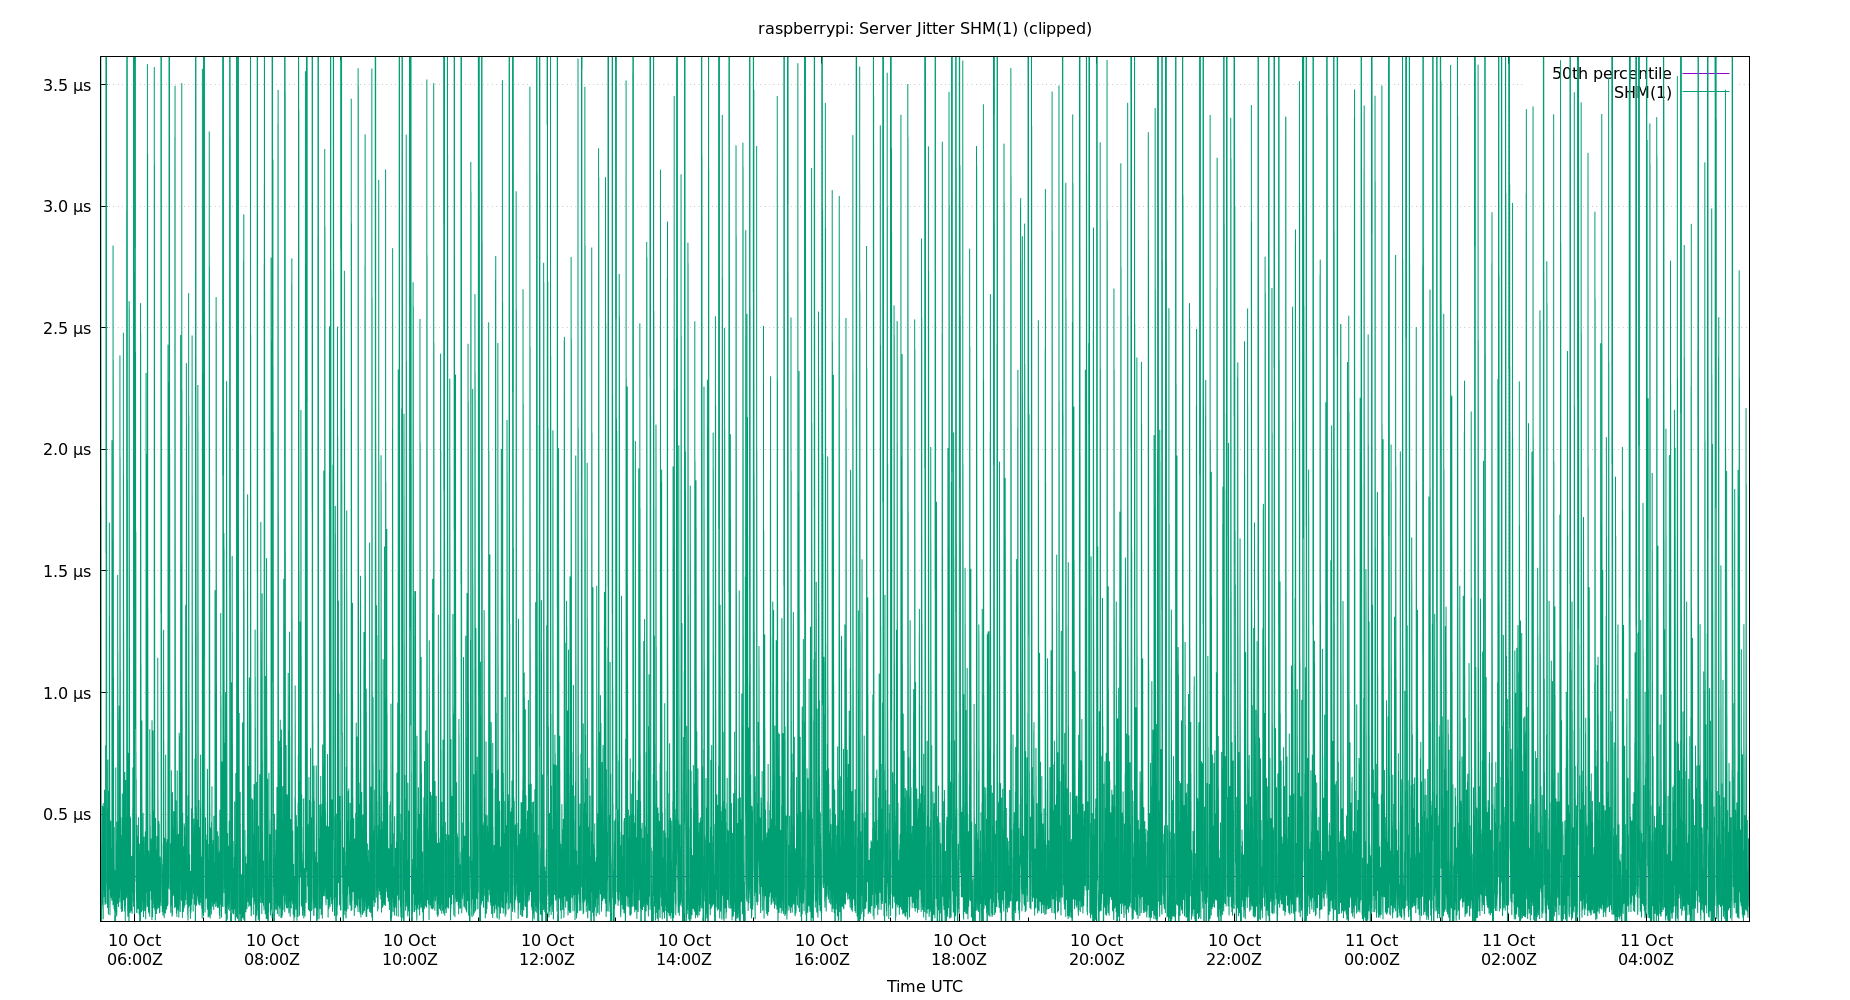 raspberrypi: Server Jitter SHM(1) (clipped)
50th percentile
SHM(1)
3.5 µs
3.0 µs
2.5 µs
2.0 µs
1.5 µs
1.0 µs
0.5 µs
10 Oct 10 Oct 10 Oct 10 Oct 10 Oct 10 Oct 10 Oct 10 Oct 10 Oct 11 Oct 11 Oct 11 Oct
06:00Z 08:00Z 10:00Z 12:00Z 14:00Z 16:00Z 18:00Z 20:00Z 22:00Z 00:00Z 02:00Z 04:00Z
Time UTC